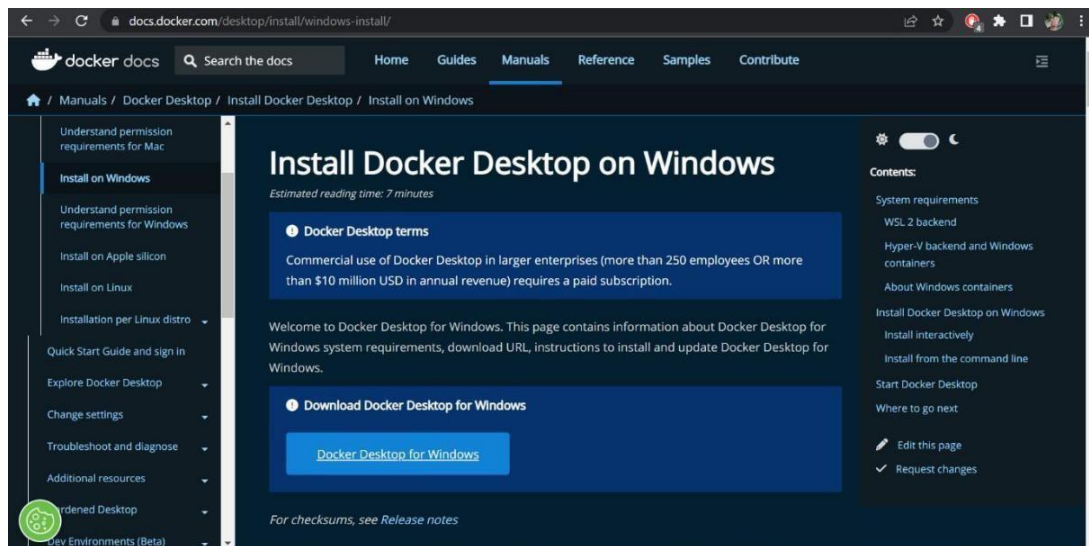 docs.docker.com/desktop/install/windows-install/
docker docs
Search the docs
Home Guides Manuals Reference Samples Contribute
/ Manuals / Docker Desktop / Install Docker Desktop / Install on Windows
Understand permission
requirements for Mac
Install on Windows
Understand permission
requirements for Windows
Install on Apple silicon
Install on Linux
Installation per Linux distro
Quick Start Guide and sign in
Explore Docker Desktop
Change settings
Troubleshoot and diagnose
Additional resources
rdened Desktop
Dev Environments (Beta)
Install Docker Desktop on Windows
Estimated reading time: 7 minutes
Docker Desktop terms
Commercial use of Docker Desktop in larger enterprises (more than 250 employees OR more
than $10 million USD in annual revenue) requires a paid subscription.
Welcome to Docker Desktop for Windows. This page contains information about Docker Desktop for
Windows system requirements, download URL, instructions to install and update Docker Desktop for
Windows.
Download Docker Desktop for Windows
Docker Desktop for Windows
For checksums, see Release notes
Contents:
System requirements
WSL 2 backend
Hyper-V backend and Windows
containers
About Windows containers
Install Docker Desktop on Windows
Install interactively
Install from the command line
Start Docker Desktop
Where to go next
Edit this page
Request changes